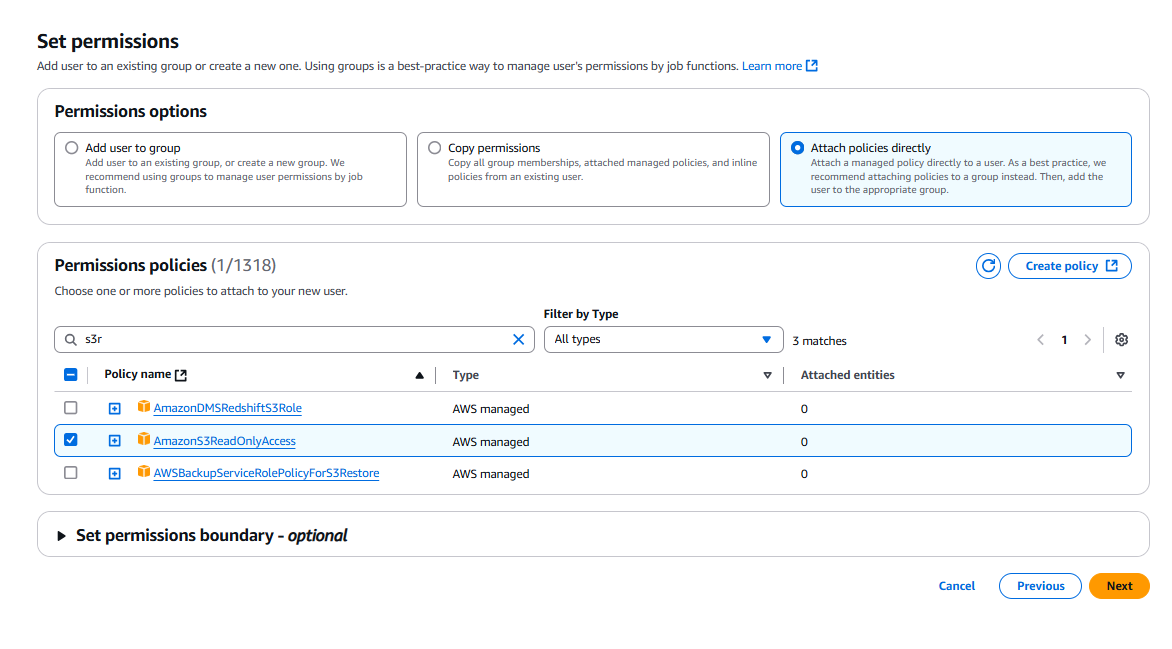 Set permissions
Add user to an existing group or create a new one. Using groups is a best-practice way to manage user's permissions by job functions. Learn more
Permissions options
Add user to group
Add user to an existing group, or create a new group. We
recommend using groups to manage user permissions by job
function.
Copy permissions
Copy all group memberships, attached managed policies, and inline
policies from an existing user.
Attach policies directly
Attach a managed policy directly to a user. As a best practice, we
recommend attaching policies to a group instead. Then, add the
user to the appropriate group.
Permissions policies (1/1318)
Create policy
Choose one or more policies to attach to your new user.
Filter by Type
s3r
All types
3 matches
1
Policy name
Type
Attached entities
AmazonDMSRedshiftS3Role
AWS managed
0
AmazonS3ReadOnlyAccess
AWS managed
0
AWSBackupServiceRolePolicyForS3Restore
AWS managed
0
Set permissions boundary - optional
Cancel
Previous
Next